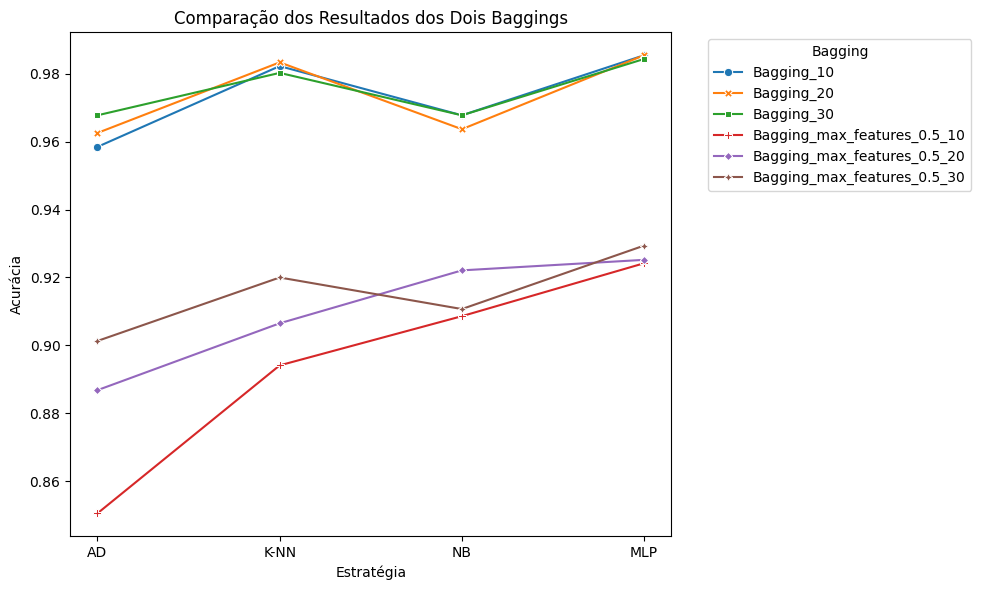 Comparação dos Resultados dos Dois Baggings
Bagging
Bagging_10
Bagging_20
Bagging_30
Bagging_max_features_0.5_10
Bagging_max_features_0.5_20
Bagging_max_features_0.5_30
Acurácia
0.98
0.96
0.94
0.92
0.90
0.88
0.86
AD
K-NN
NB
MLP
Estratégia